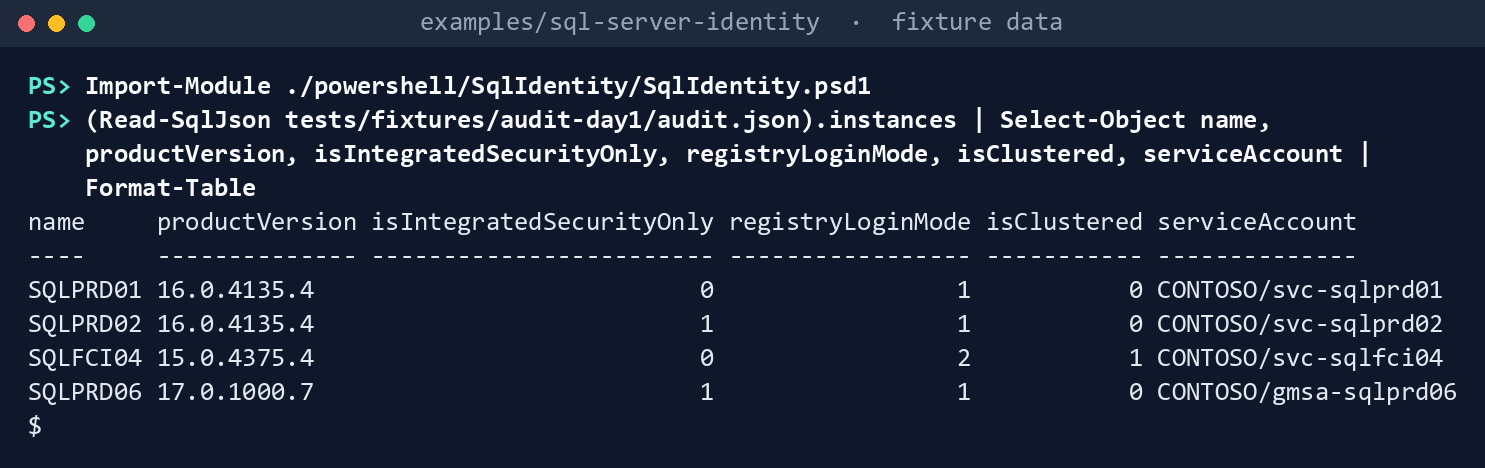 examples/sql-server-identity · fixture data
PS> Import-Module ./powershell/SqlIdentity/SqlIdentity.psd1
PS> (Read-SqlJson tests/fixtures/audit-day1/audit.json).instances | Select-Object name,
    productVersion, isIntegratedSecurityOnly, registryLoginMode, isClustered, serviceAccount |
    Format-Table
name     productVersion isIntegratedSecurityOnly registryLoginMode isClustered serviceAccount
----     -------------- ------------------------ ----------------- ----------- --------------
SQLPRD01 16.0.4135.4                           0                 1           0 CONTOSO/svc-sqlprd01
SQLPRD02 16.0.4135.4                           1                 1           0 CONTOSO/svc-sqlprd02
SQLFCI04 15.0.4375.4                           0                 2           1 CONTOSO/svc-sqlfci04
SQLPRD06 17.0.1000.7                           1                 1           0 CONTOSO/gmsa-sqlprd06
$